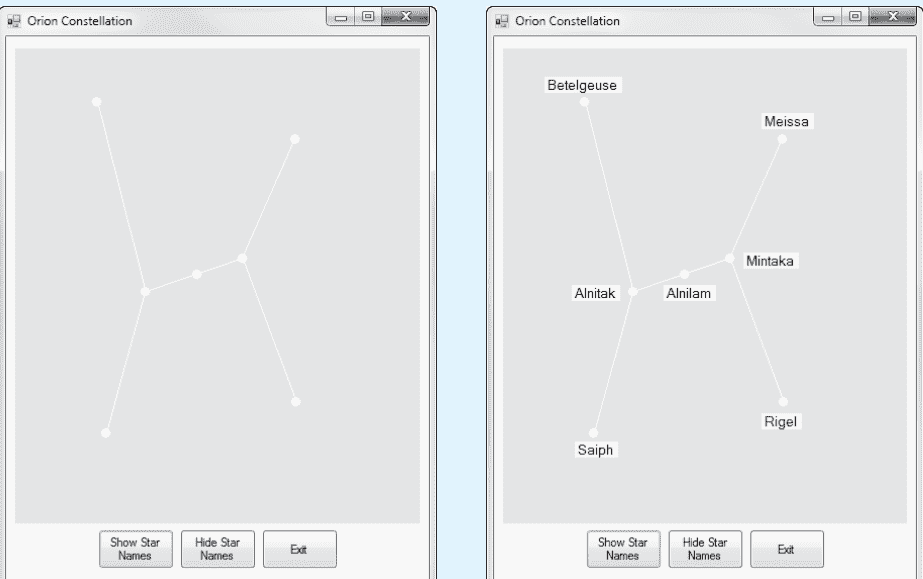 Orion Constellation
Show Star
Names
Hide Star
Names
Exit
Orion Constellation
Betelgeuse
Meissa
Mintaka
Alnitak
Alnilam
Rigel
Saiph
Show Star
Names
Hide Star
Names
Exit